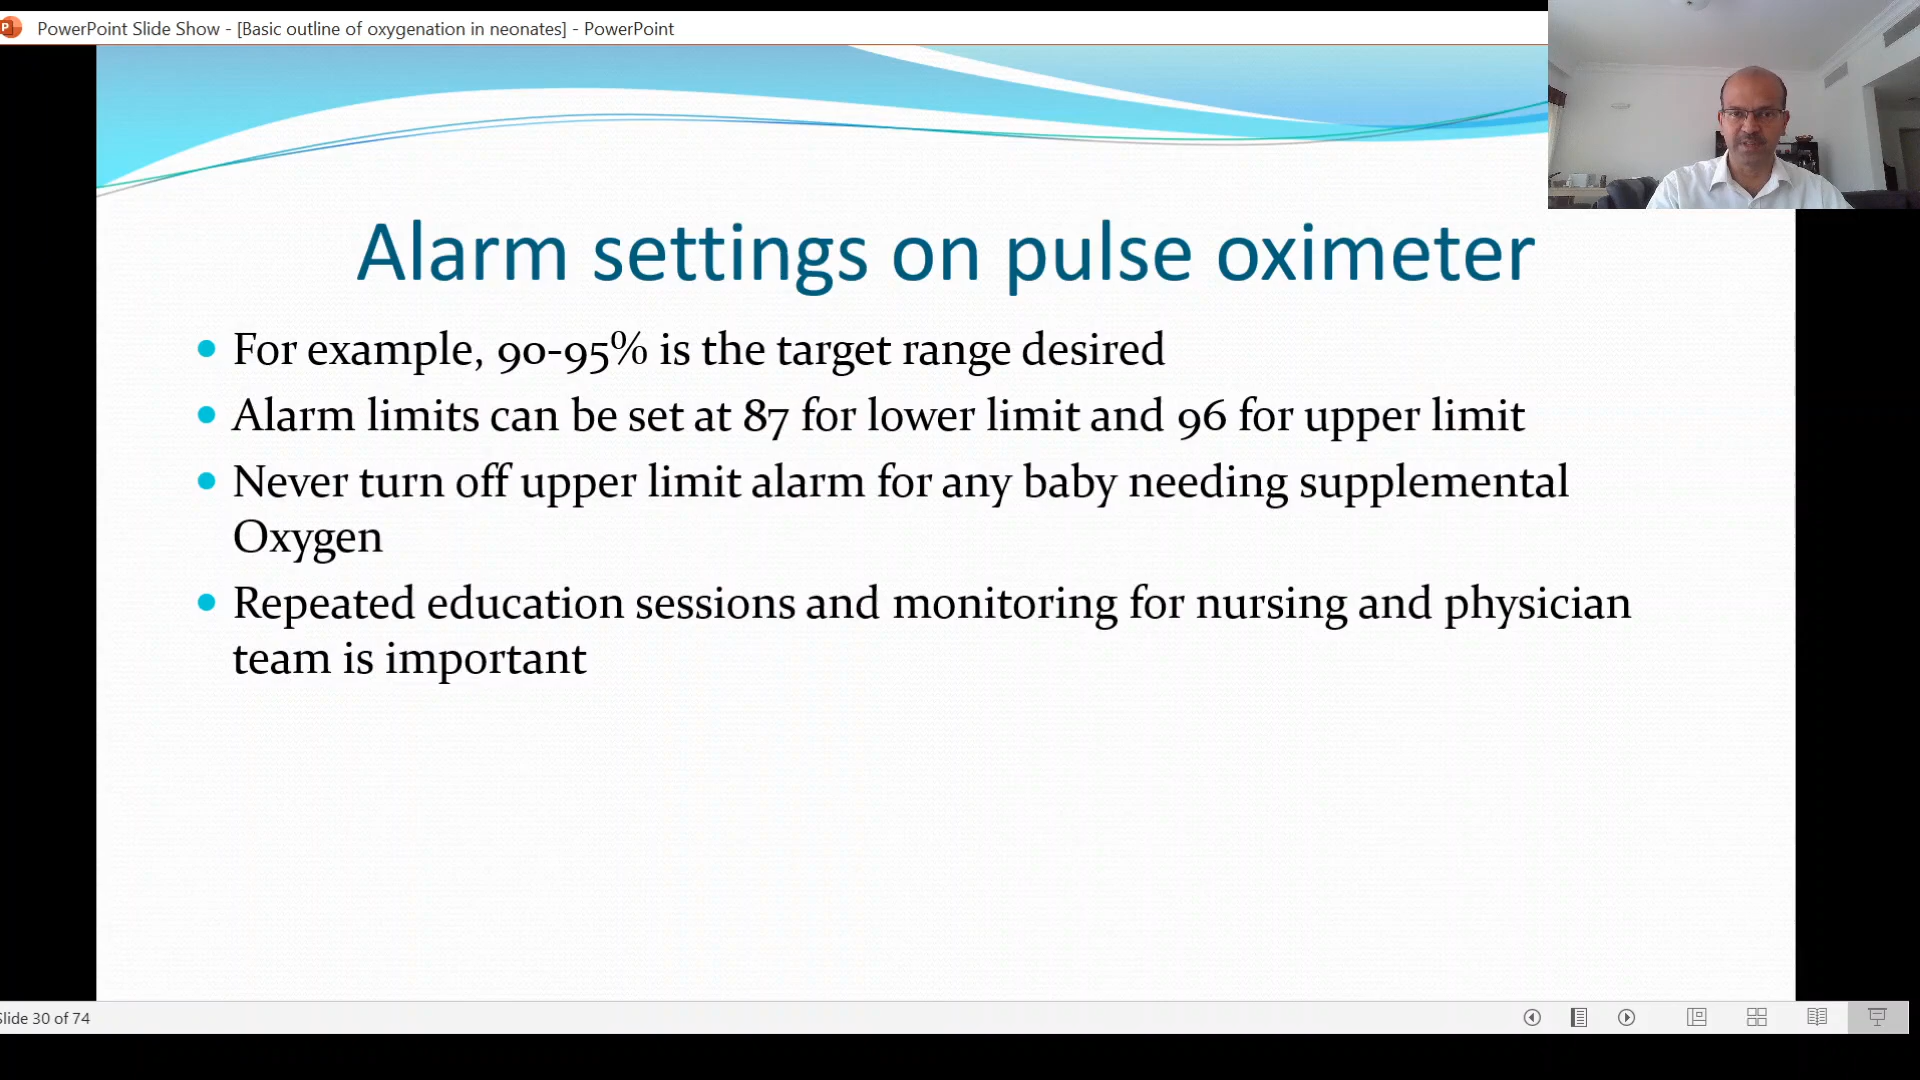 PowerPoint Slide Show - [Basic outline of oxygenation in neonates] - PowerPoint
Alarm settings on pulse oximeter
• For example, 90-95% is the target range desired
• Alarm limits can be set at 87 for lower limit and 96 for upper limit
• Never turn off upper limit alarm for any baby needing supplemental
Oxygen
• Repeated education sessions and monitoring for nursing and physician
team is important
Slide 30 of 74